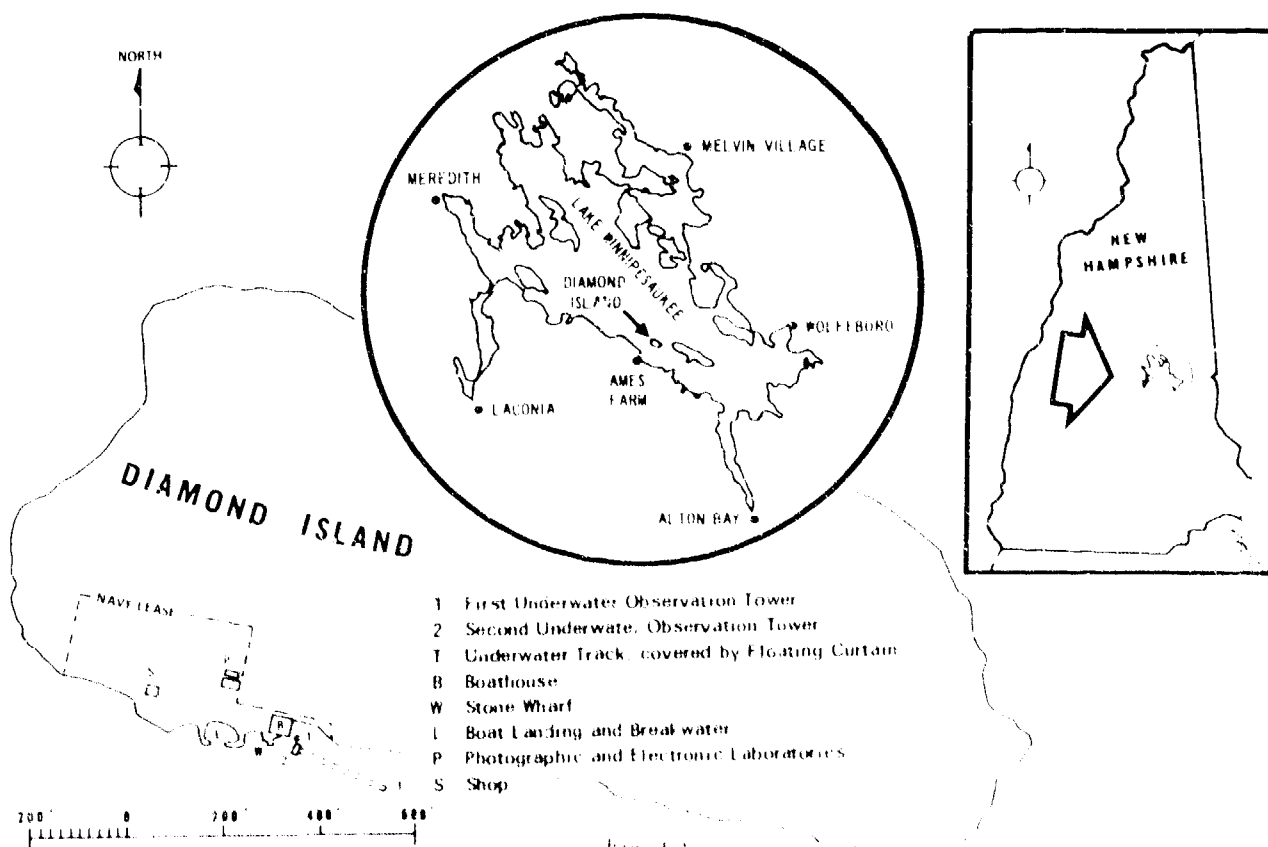 NORTH
MELVIN VILLAGE
MEREDITH
LAKE WINNIPESAUKEE
DIAMOND
ISLAND
WOLFEBORO
AMES
FARM
LACONIA
ALTON BAY
NEW
HAMPSHIRE
DIAMOND ISLAND
NAVY LEASE
1 First Underwater Observation Tower
2 Second Underwate. Observation Tower
T Underwater Track, covered by Floating Curtain
B Boathouse
W Stone Wharf
L Boat Landing and Breakwater
P Photographic and Electronic Laboratories
S Shop
P
B
L
W
200' 0 200' 400' 600'